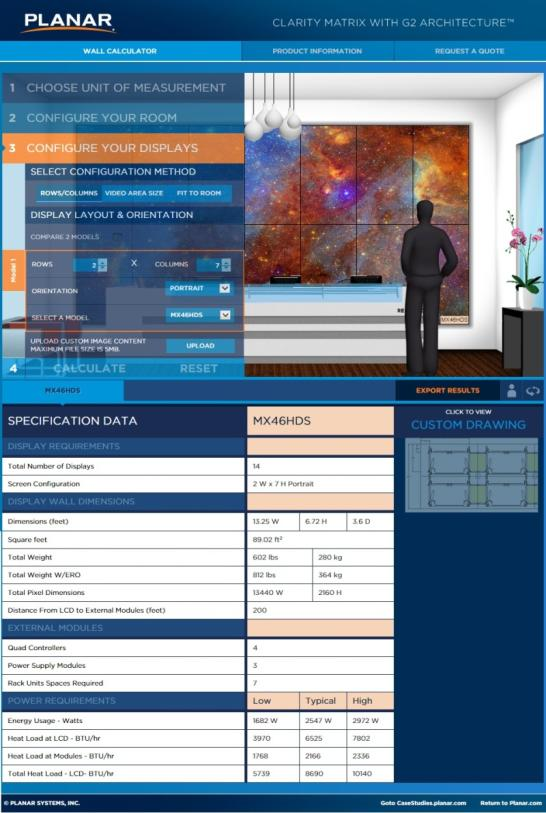 PLANAR
CLARITY MATRIX WITH G2 ARCHITECTURE™
WALL CALCULATOR
PRODUCT INFORMATION
REQUEST A QUOTE
1 CHOOSE UNIT OF MEASUREMENT
2 CONFIGURE YOUR ROOM
3 CONFIGURE YOUR DISPLAYS
SELECT CONFIGURATION METHOD
ROWS/COLUMNS VIDEO AREA SIZE FIT TO ROOM
DISPLAY LAYOUT & ORIENTATION
COMPARE 2 MODELS
Model 1
ROWS 2 X COLUMNS 7
ORIENTATION PORTRAIT
SELECT A MODEL MX46HDS
UPLOAD CUSTOM IMAGE CONTENT
MAXIMUM FILE SIZE IS 5MB.
UPLOAD
4 CALCULATE RESET
RE
MX46HDS
MX46HDS
EXPORT RESULTS
SPECIFICATION DATA MX46HDS
CLICK TO VIEW
CUSTOM DRAWING
DISPLAY REQUIREMENTS
Total Number of Displays 14
Screen Configuration 2 W x 7 H Portrait
DISPLAY WALL DIMENSIONS
Dimensions (feet) 13.25 W 6.72 H 3.6 D
Square feet 89.02 ft²
Total Weight 602 lbs 280 kg
Total Weight W/ERO 812 lbs 364 kg
Total Pixel Dimensions 13440 W 2160 H
Distance From LCD to External Modules (feet) 200
EXTERNAL MODULES
Quad Controllers 4
Power Supply Modules 3
Rack Units Spaces Required 7
POWER REQUIREMENTS Low Typical High
Energy Usage - Watts 1682 W 2547 W 2972 W
Heat Load at LCD - BTU/hr 3970 6525 7802
Heat Load at Modules - BTU/hr 1768 2166 2336
Total Heat Load - LCD- BTU/hr 5739 8690 10140
© PLANAR SYSTEMS, INC.
Goto CaseStudies.planar.com Return to Planar.com